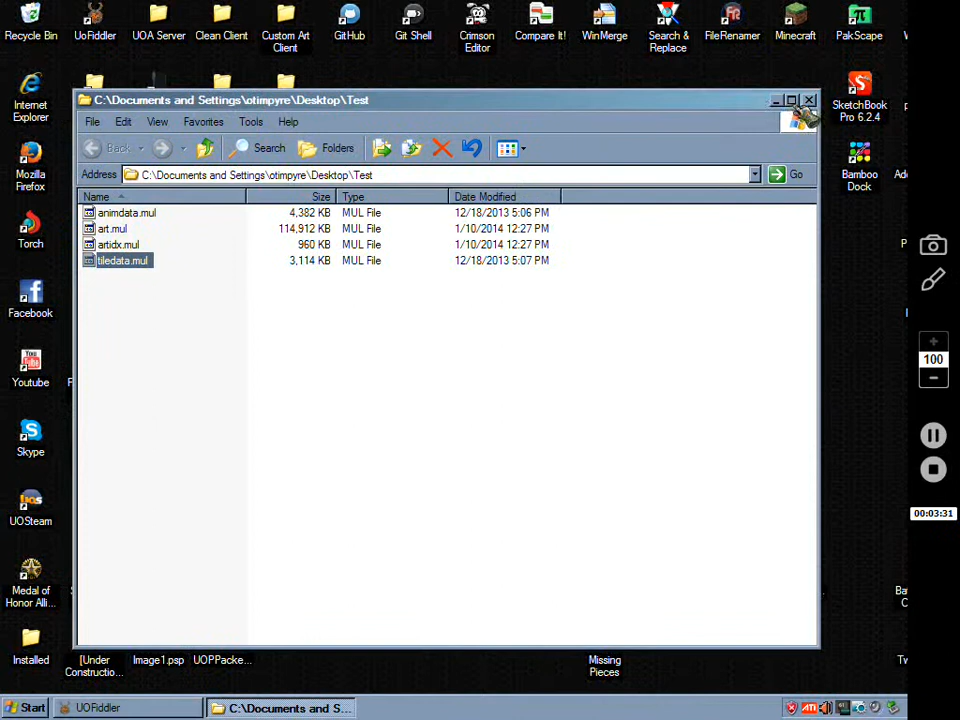 Recycle Bin
UoFiddler
UOA Server
Clean Client
Custom Art
Client
GitHub
Git Shell
Crimson
Editor
Compare It!
WinMerge
Search &
Replace
FileRenamer
Minecraft
PakScape
Internet
Explorer
SketchBook
Pro 6.2.4
Mozilla
Firefox
Bamboo
Dock
Torch
Facebook
You
Tube
Youtube
Skype
UOS
UOSteam
Medal of
Honor Alli...
Installed
[Under
Constructio...
Image1.psp
UOPPacke...
Missing
Pieces
C:\Documents and Settings\otimpyre\Desktop\Test
File Edit View Favorites Tools Help
Back Search Folders
Address C:\Documents and Settings\otimpyre\Desktop\Test Go
Name Size Type Date Modified
animdata.mul 4,382 KB MUL File 12/18/2013 5:06 PM
art.mul 114,912 KB MUL File 1/10/2014 12:27 PM
artidx.mul 960 KB MUL File 1/10/2014 12:27 PM
tiledata.mul 3,114 KB MUL File 12/18/2013 5:07 PM
100
00:03:31
Start UOFiddler C:\Documents and S... ATI